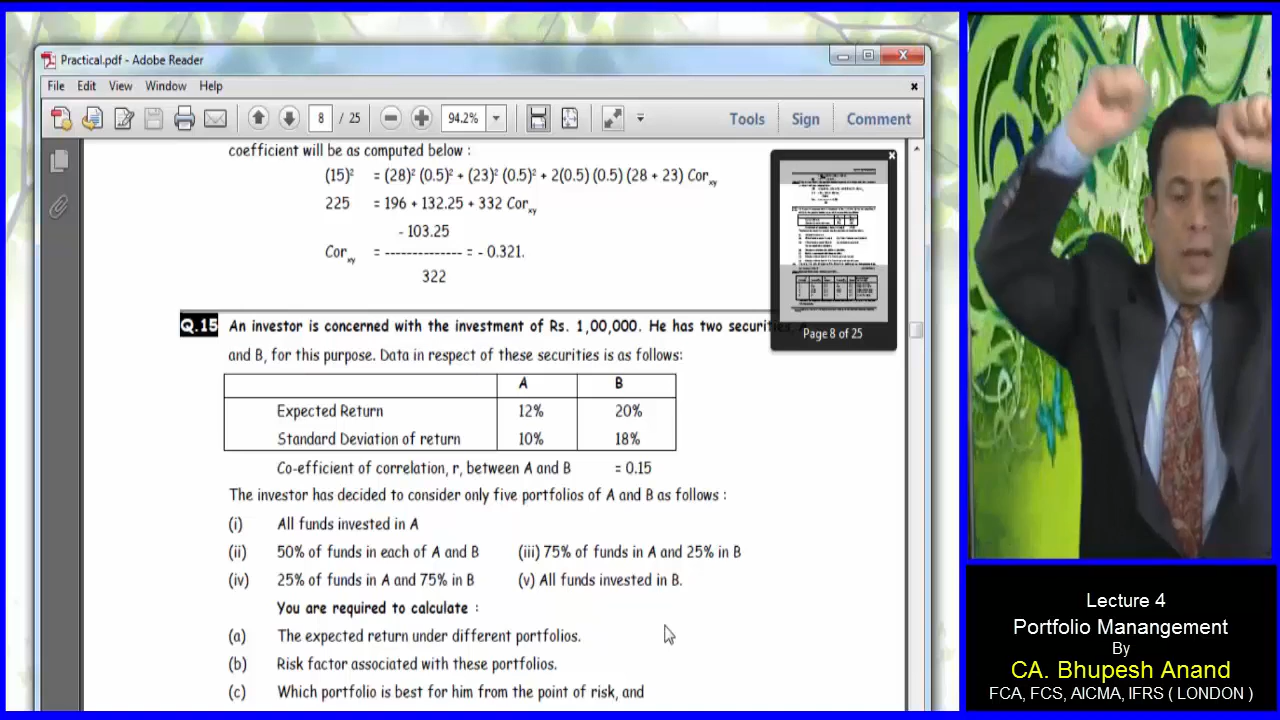 Practical.pdf - Adobe Reader
File Edit View Window Help
8 / 25 94.2% Tools Sign Comment
coefficient will be as computed below :
(15)² = (28)² (0.5)² + (23)² (0.5)² + 2(0.5) (0.5) (28 + 23) Cor_xy
225 = 196 + 132.25 + 332 Cor_xy
- 103.25
Cor_xy = -------------- = - 0.321.
322
Page 8 of 25
Q.15 An investor is concerned with the investment of Rs. 1,00,000. He has two securities, A
and B, for this purpose. Data in respect of these securities is as follows:
A B
Expected Return 12% 20%
Standard Deviation of return 10% 18%
Co-efficient of correlation, r, between A and B = 0.15
The investor has decided to consider only five portfolios of A and B as follows :
(i) All funds invested in A
(ii) 50% of funds in each of A and B (iii) 75% of funds in A and 25% in B
(iv) 25% of funds in A and 75% in B (v) All funds invested in B.
You are required to calculate :
(a) The expected return under different portfolios.
(b) Risk factor associated with these portfolios.
(c) Which portfolio is best for him from the point of risk, and
Lecture 4
Portfolio Manangement
By
CA. Bhupesh Anand
FCA, FCS, AICMA, IFRS ( LONDON )